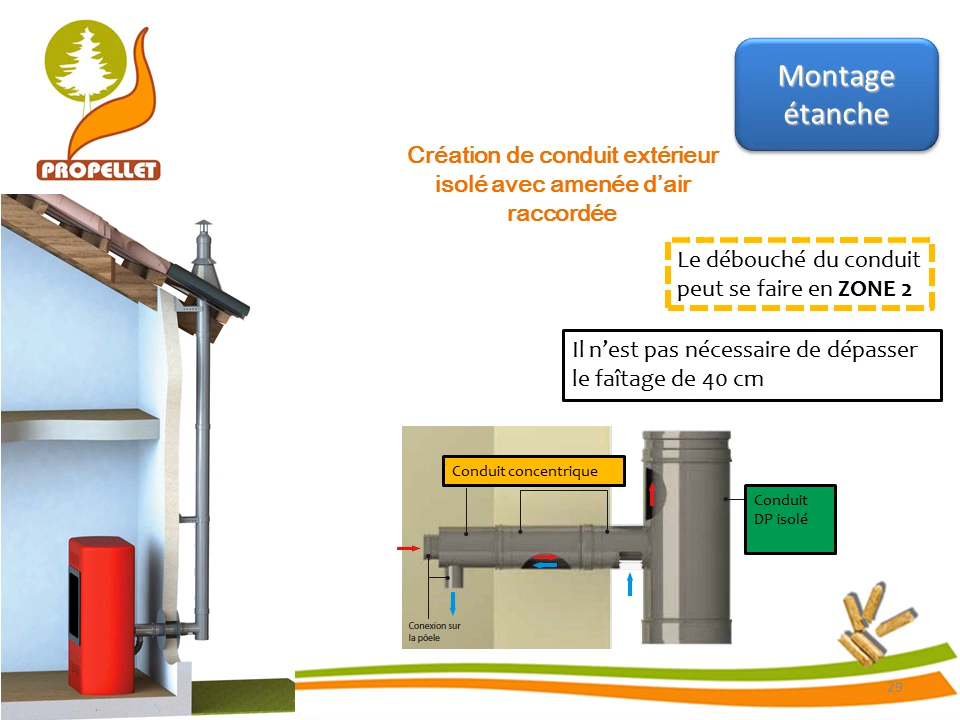 PROPELLET
Montage
étanche
Création de conduit extérieur
isolé avec amenée d’air
raccordée
Le débouché du conduit
peut se faire en ZONE 2
Il n’est pas nécessaire de dépasser
le faîtage de 40 cm
Conduit concentrique
Conduit
DP isolé
Conexion sur
la pôele
29